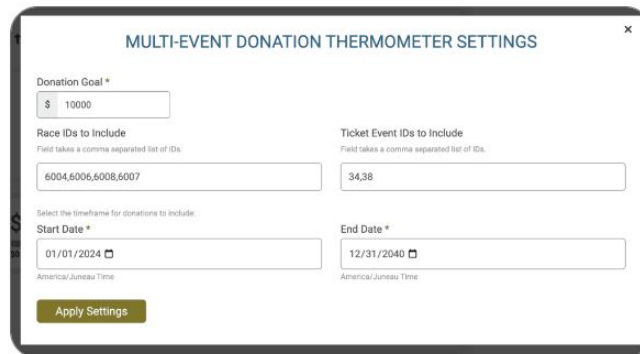 ×
MULTI-EVENT DONATION THERMOMETER SETTINGS
Donation Goal *
$ 10000
Race IDs to Include
Field takes a comma separated list of IDs.
6004,6006,6008,6007
Ticket Event IDs to Include
Field takes a comma separated list of IDs.
34,38
Select the timeframe for donations to include:
Start Date *
01/01/2024
America/Juneau Time
End Date *
12/31/2040
America/Juneau Time
Apply Settings